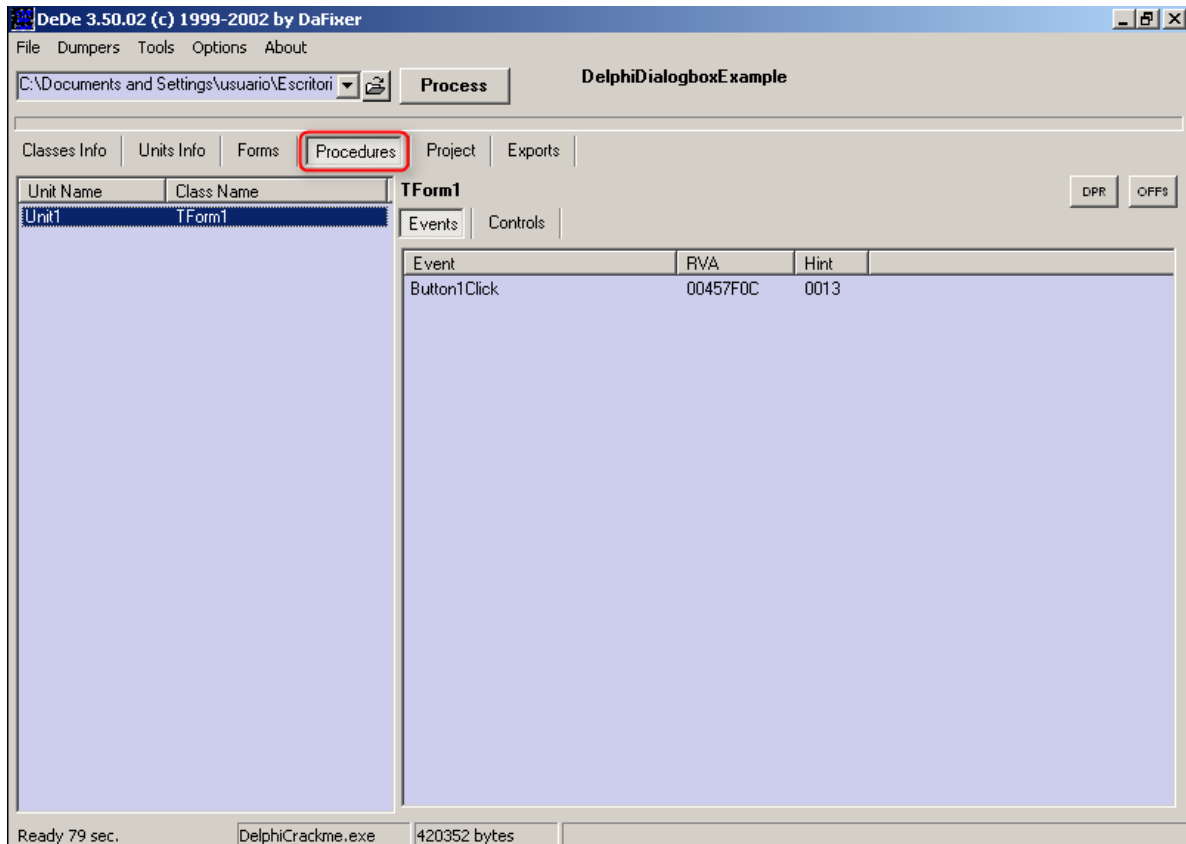 DeDe 3.50.02 (c) 1999-2002 by DaFixer
File Dumpers Tools Options About
C:\Documents and Settings\usuario\Escritori
Process
DelphiDialogboxExample
Classes Info Units Info Forms Procedures Project Exports
Unit Name Class Name
Unit1 TForm1
TForm1
DPR OFFS
Events Controls
Event RVA Hint
Button1Click 00457F0C 0013
Ready 79 sec. DelphiCrackme.exe 420352 bytes